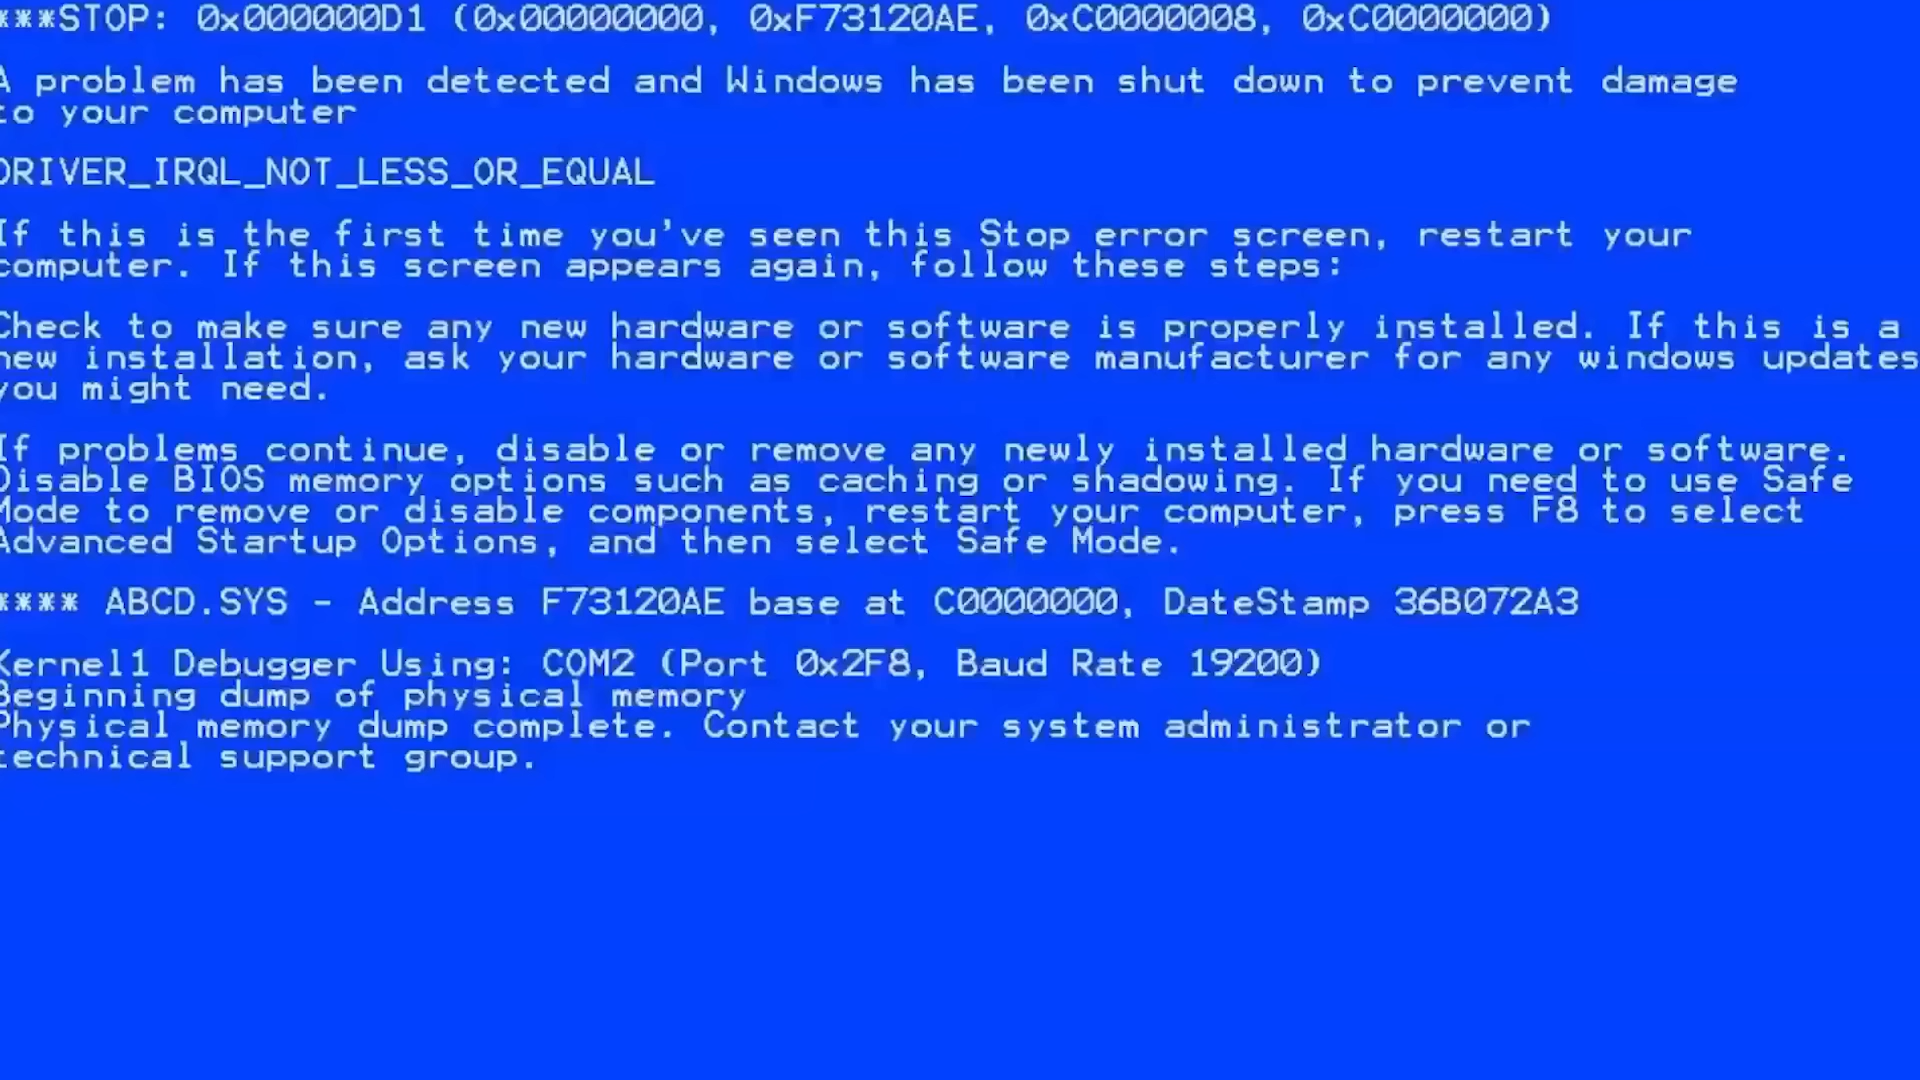 ***STOP: 0x000000D1 (0x00000000, 0xF73120AE, 0xC0000008, 0xC0000000)
A problem has been detected and Windows has been shut down to prevent damage
to your computer
DRIVER_IRQL_NOT_LESS_OR_EQUAL
If this is the first time you've seen this Stop error screen, restart your
computer. If this screen appears again, follow these steps:
Check to make sure any new hardware or software is properly installed. If this is a
new installation, ask your hardware or software manufacturer for any windows updates
you might need.
If problems continue, disable or remove any newly installed hardware or software.
Disable BIOS memory options such as caching or shadowing. If you need to use Safe
Mode to remove or disable components, restart your computer, press F8 to select
Advanced Startup Options, and then select Safe Mode.
**** ABCD.SYS - Address F73120AE base at C0000000, DateStamp 36B072A3
Kernel1 Debugger Using: COM2 (Port 0x2F8, Baud Rate 19200)
Beginning dump of physical memory
Physical memory dump complete. Contact your system administrator or
technical support group.